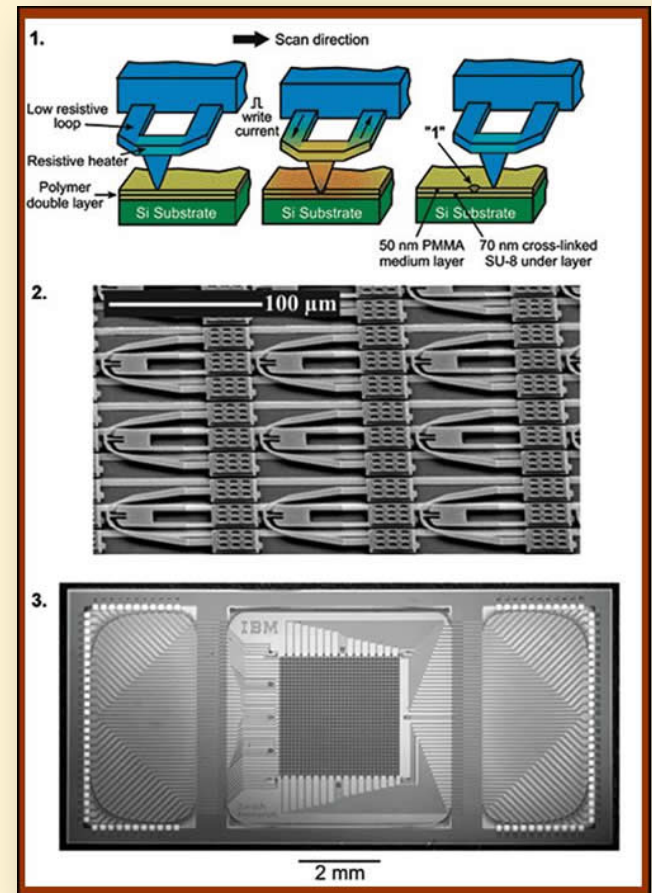 1.
Scan direction
Low resistive
loop
write
current
Resistive heater
"1"
Polymer
double layer
Si Substrate
Si Substrate
Si Substrate
50 nm PMMA
medium layer
70 nm cross-linked
SU-8 under layer
2.
100 µm
3.
IBM
2 mm